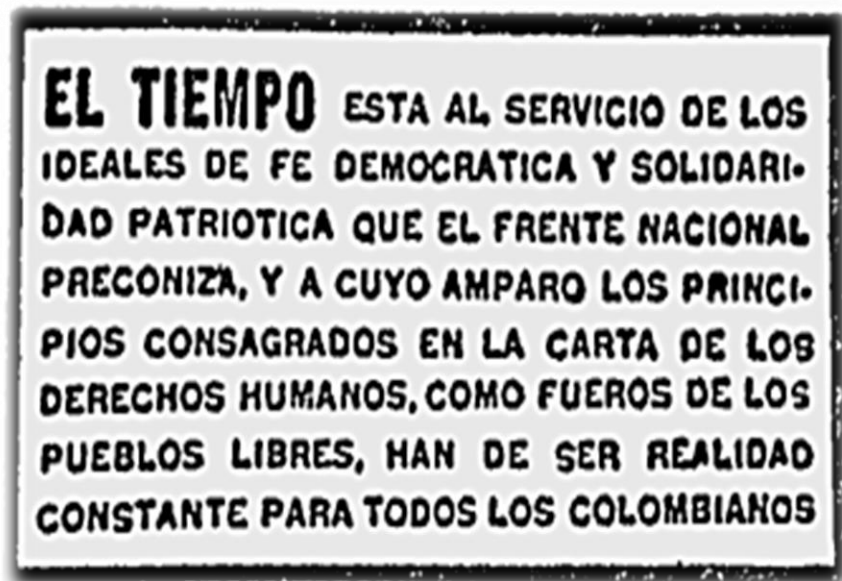 EL TIEMPO ESTA AL SERVICIO DE LOS
IDEALES DE FE DEMOCRATICA Y SOLIDARI-
DAD PATRIOTICA QUE EL FRENTE NACIONAL
PRECONIZA, Y A CUYO AMPARO LOS PRINCI-
PIOS CONSAGRADOS EN LA CARTA DE LOS
DERECHOS HUMANOS, COMO FUEROS DE LOS
PUEBLOS LIBRES, HAN DE SER REALIDAD
CONSTANTE PARA TODOS LOS COLOMBIANOS